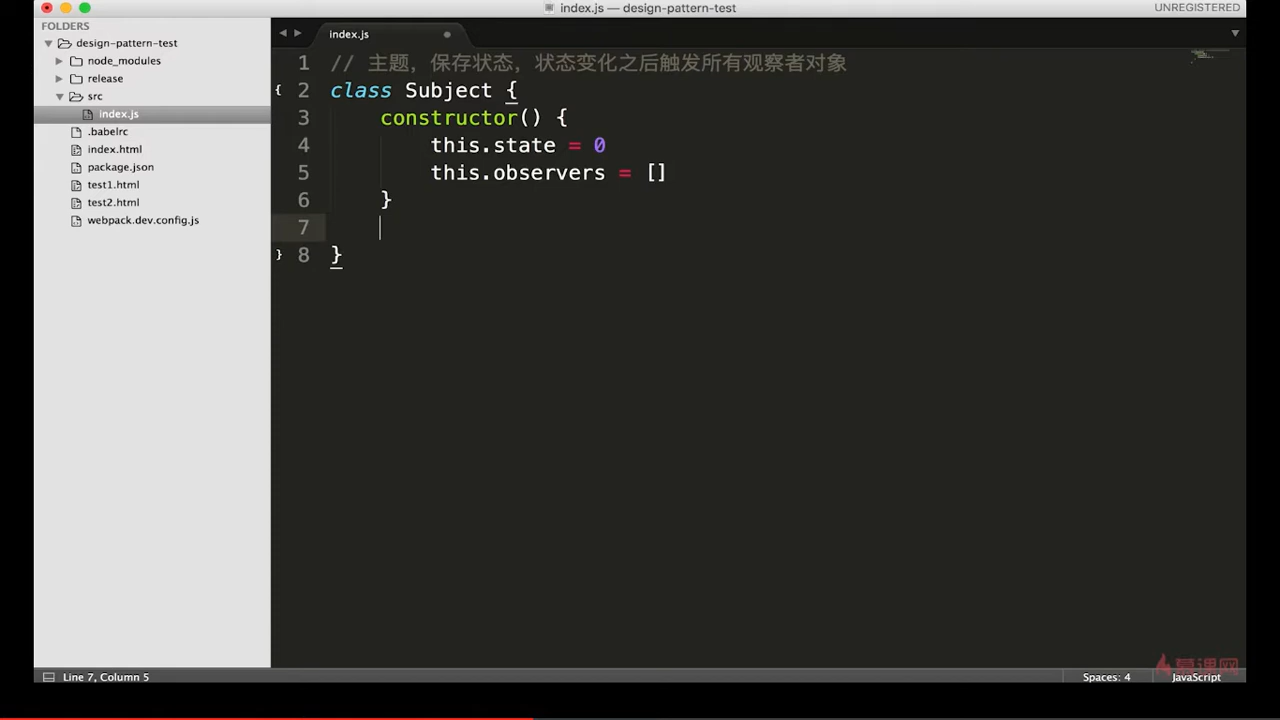 index.js — design-pattern-test
UNREGISTERED
FOLDERS
design-pattern-test
node_modules
release
src
index.js
.babelrc
index.html
package.json
test1.html
test2.html
webpack.dev.config.js
index.js
1 // 主题，保存状态，状态变化之后触发所有观察者对象
2 class Subject {
3 constructor() {
4 this.state = 0
5 this.observers = []
6 }
7
8 }
慕课网
Line 7, Column 5
Spaces: 4
JavaScript